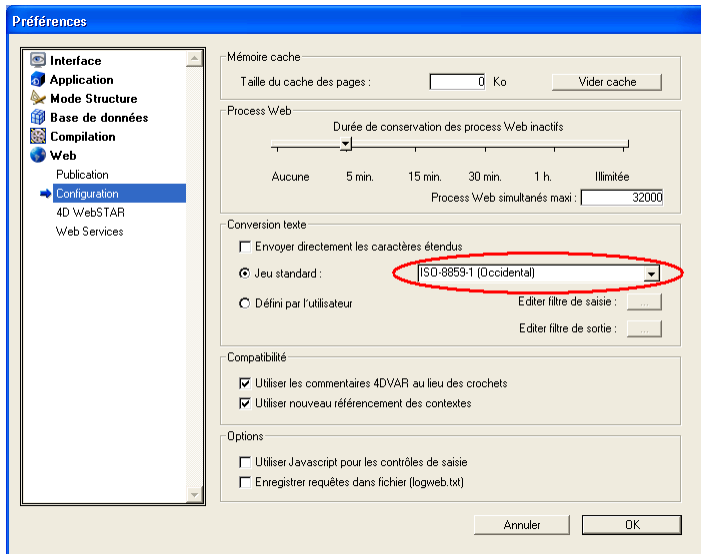 Préférences
Interface
Application
Mode Structure
Base de données
Compilation
Web
Publication
Configuration
4D WebSTAR
Web Services
Mémoire cache
Taille du cache des pages : 0 Ko Vider cache
Process Web
Durée de conservation des process Web inactifs
Aucune 5 min. 15 min. 30 min. 1 h. Illimitée
Process Web simultanés maxi : 32000
Conversion texte
Envoyer directement les caractères étendus
Jeu standard : ISO-8859-1 (Occidental)
Défini par l'utilisateur Editer filtre de saisie : ...
Editer filtre de sortie : ...
Compatibilité
Utiliser les commentaires 4DVAR au lieu des crochets
Utiliser nouveau référencement des contextes
Options
Utiliser Javascript pour les contrôles de saisie
Enregistrer requêtes dans fichier (logweb.txt)
Annuler OK